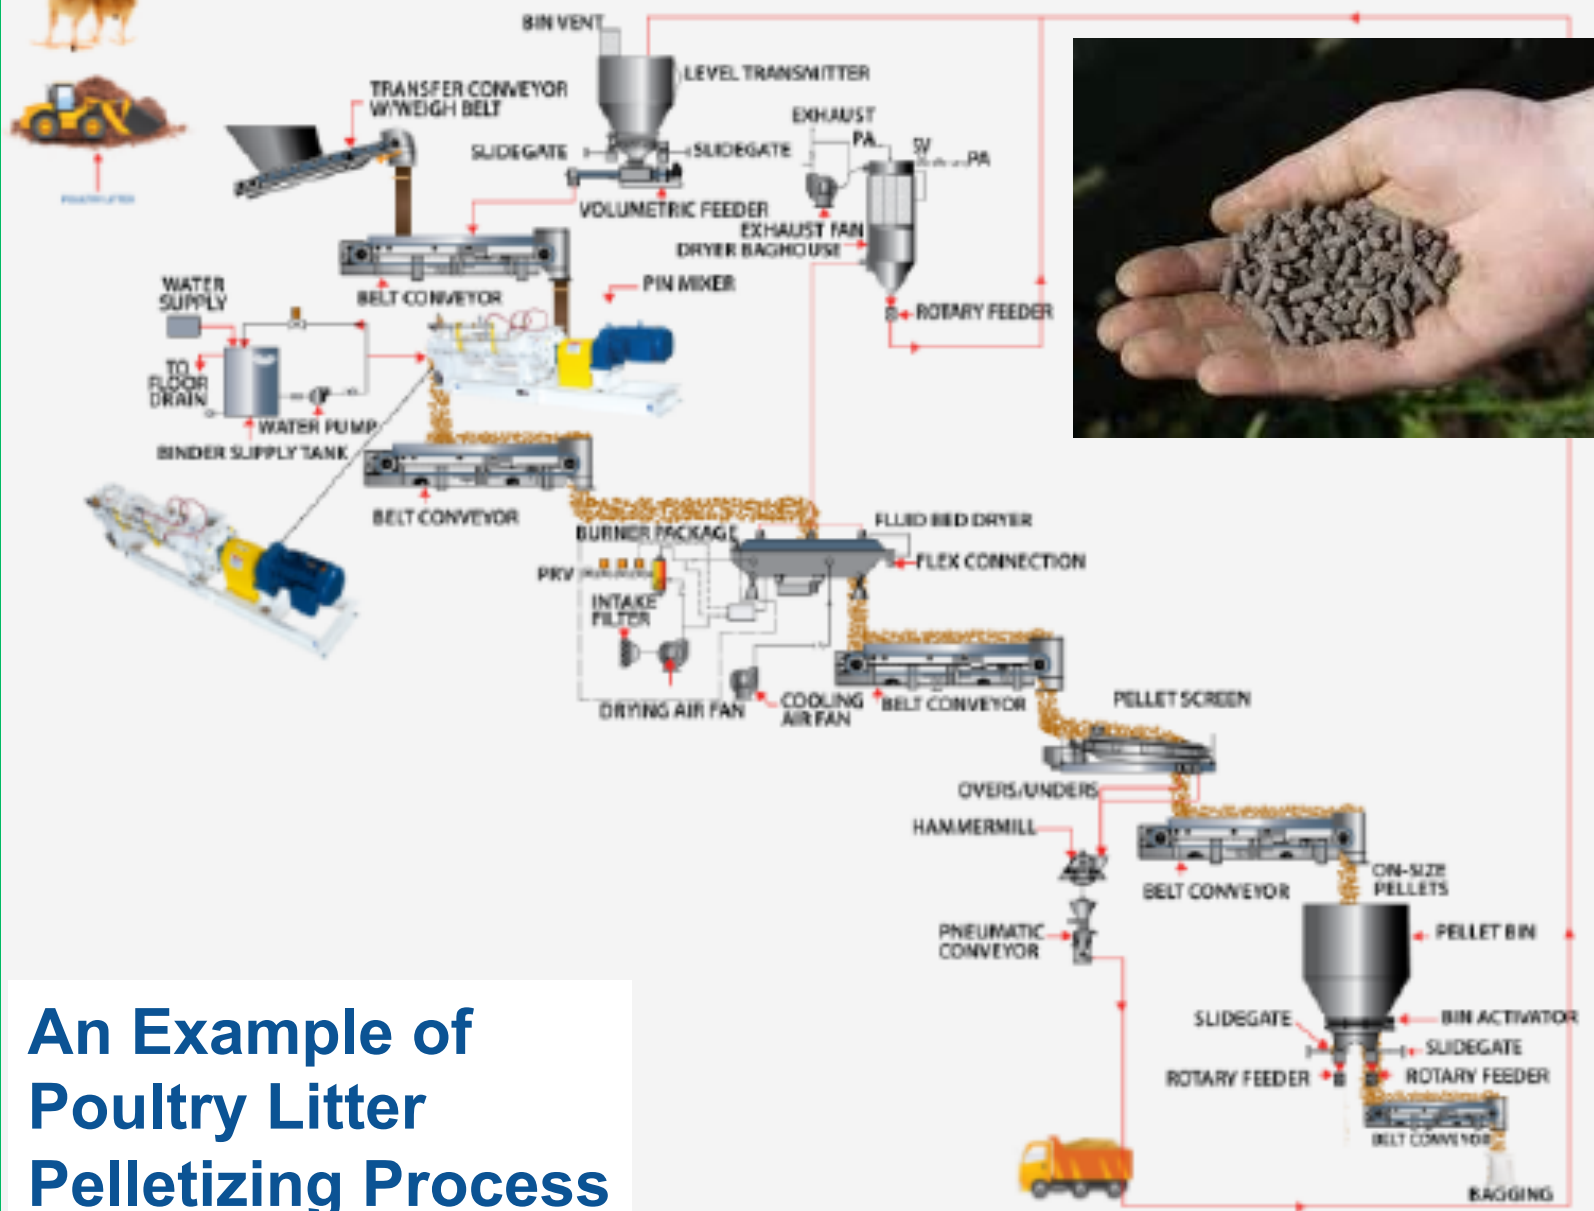 BIN VENT
LEVEL TRANSMITTER
TRANSFER CONVEYOR
W/WEIGH BELT
EXHAUST
PA
SV
PA
SLIDEGATE
SLIDEGATE
POULTRY LITTER
VOLUMETRIC FEEDER
EXHAUST FAN
DRYER BAGHOUSE
WATER
SUPPLY
BELT CONVEYOR
PIN MIXER
ROTARY FEEDER
TO
FLOOR
DRAIN
WATER PUMP
BINDER SUPPLY TANK
BELT CONVEYOR
BURNER PACKAGE
FLUID BED DRYER
FLEX CONNECTION
PRV
INTAKE
FILTER
DRYING AIR FAN
COOLING
AIR FAN
BELT CONVEYOR
PELLET SCREEN
OVERS/UNDERS
HAMMERMILL
BELT CONVEYOR
ON-SIZE
PELLETS
PNEUMATIC
CONVEYOR
PELLET BIN
SLIDEGATE
BIN ACTIVATOR
SLIDEGATE
ROTARY FEEDER
ROTARY FEEDER
BELT CONVEYOR
BAGGING
An Example of
Poultry Litter
Pelletizing Process